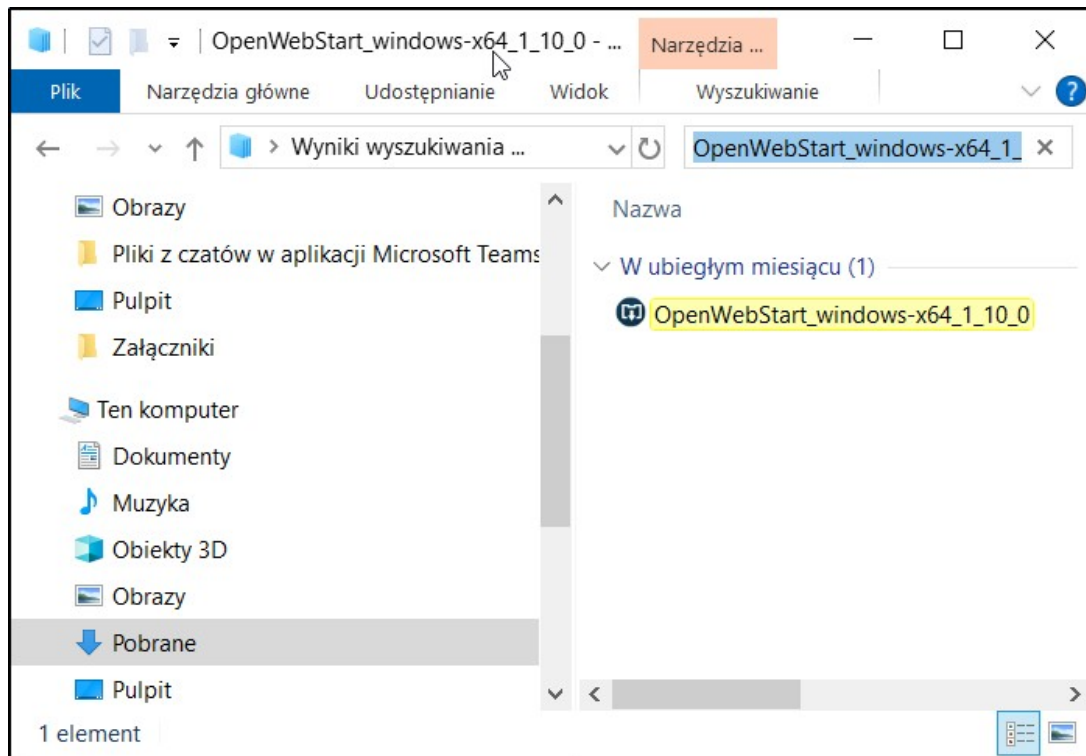 OpenWebStart_windows-x64_1_10_0 - ...
Narzędzia ...
Plik Narzędzia główne Udostępnianie Widok Wyszukiwanie ?
Wyniki wyszukiwania ...
OpenWebStart_windows-x64_1_
Obrazy
Pliki z czatów w aplikacji Microsoft Teams
Pulpit
Załączniki
Ten komputer
Dokumenty
Muzyka
Obiekty 3D
Obrazy
Pobrane
Pulpit
Nazwa
W ubiegłym miesiącu (1)
OpenWebStart_windows-x64_1_10_0
1 element